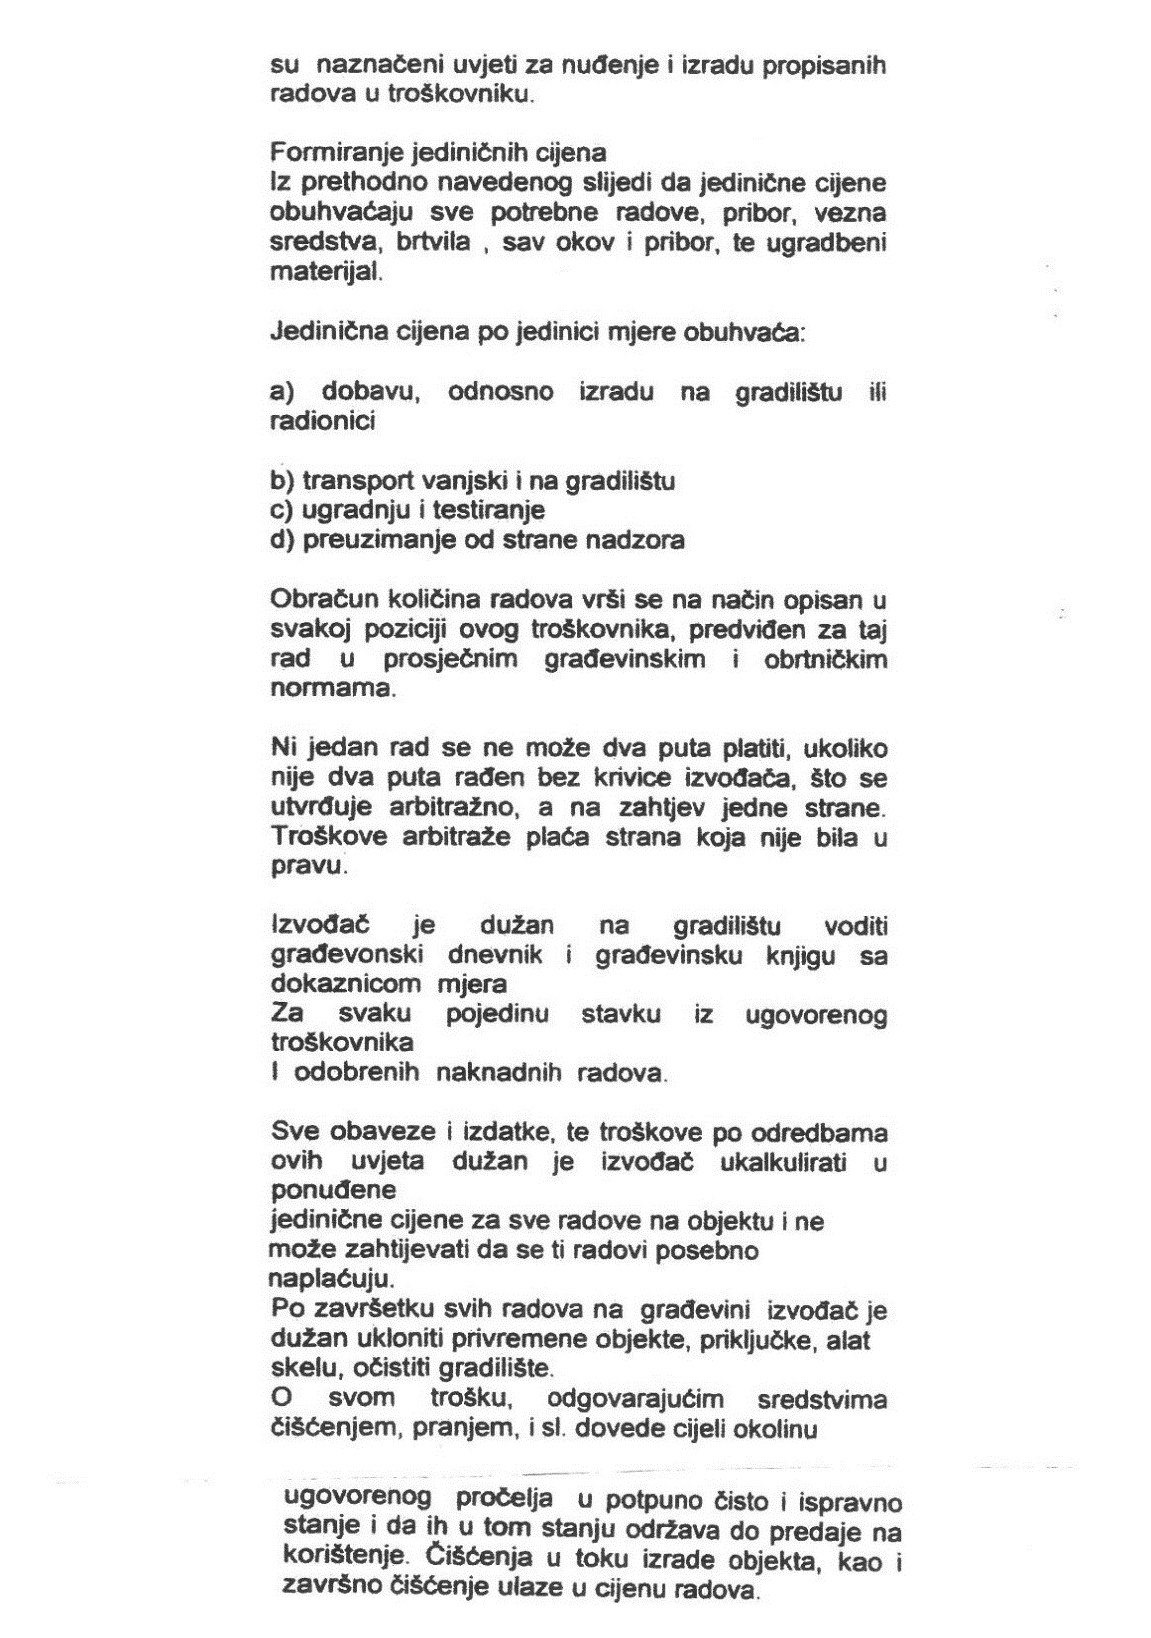 su naznačeni uvjeti za nuđenje i izradu propisanih
radova u troškovniku.
Formiranje jediničnih cijena
Iz prethodno navedenog slijedi da jedinične cijene
obuhvaćaju sve potrebne radove, pribor, vezna
sredstva, brtvila , sav okov i pribor, te ugradbeni
materijal.
Jedinična cijena po jedinici mjere obuhvaća:
a) dobavu, odnosno izradu na gradilištu ili
radionici
b) transport vanjski i na gradilištu
c) ugradnju i testiranje
d) preuzimanje od strane nadzora
Obračun količina radova vrši se na način opisan u
svakoj poziciji ovog troškovnika, predviđen za taj
rad u prosječnim građevinskim i obrtničkim
normama.
Ni jedan rad se ne može dva puta platiti, ukoliko
nije dva puta rađen bez krivice izvođača, što se
utvrđuje arbitražno, a na zahtjev jedne strane.
Troškove arbitraže plaća strana koja nije bila u
pravu.
Izvođač je dužan na gradilištu voditi
građevonski dnevnik i građevinsku knjigu sa
dokaznicom mjera
Za svaku pojedinu stavku iz ugovorenog
troškovnika
I odobrenih naknadnih radova.
Sve obaveze i izdatke, te troškove po odredbama
ovih uvjeta dužan je izvođač ukalkulirati u
ponuđene
jedinične cijene za sve radove na objektu i ne
može zahtijevati da se ti radovi posebno
naplaćuju.
Po završetku svih radova na građevini izvođač je
dužan ukloniti privremene objekte, priključke, alat
skelu, očistiti gradilište.
O svom trošku, odgovarajućim sredstvima
čišćenjem, pranjem, i sl. dovede cijeli okolinu
ugovorenog pročelja u potpuno čisto i ispravno
stanje i da ih u tom stanju održava do predaje na
korištenje. Čišćenja u toku izrade objekta, kao i
završno čišćenje ulaze u cijenu radova.